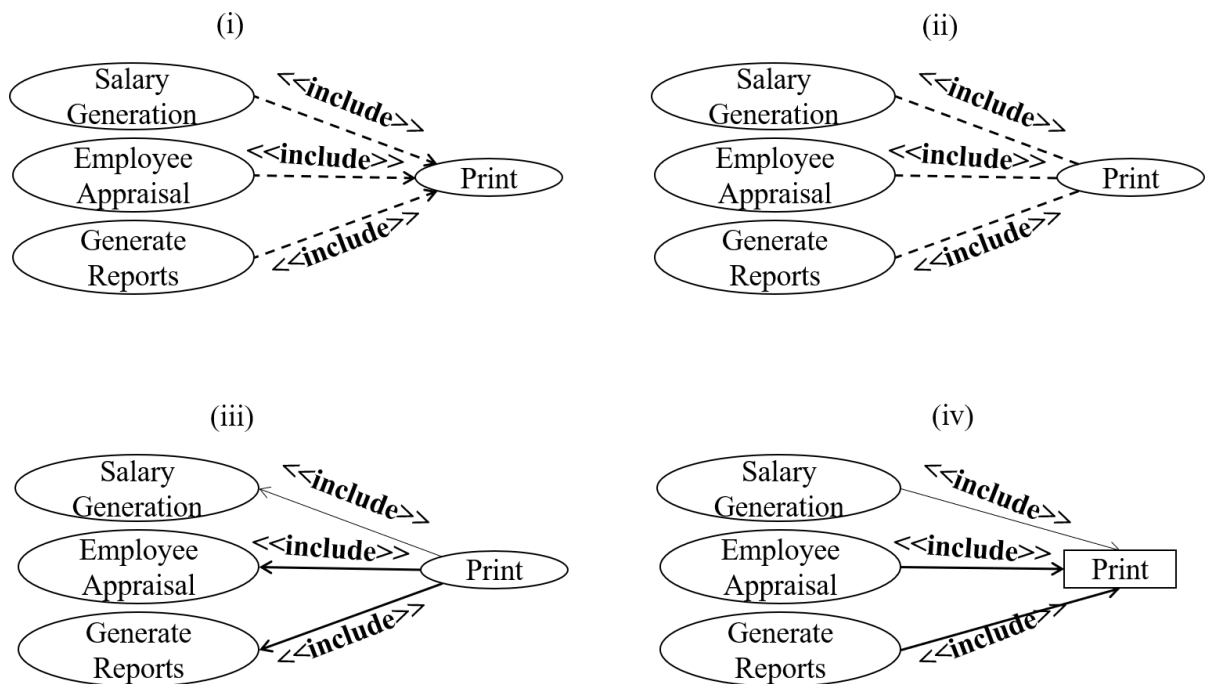 (i)
Salary
Generation
<<include>>
Employee
Appraisal
<<include>>
Print
Generate
Reports
<<include>>
(ii)
Salary
Generation
<<include>>
Employee
Appraisal
<<include>>
Print
Generate
Reports
<<include>>
(iii)
Salary
Generation
<<include>>
Employee
Appraisal
<<include>>
Print
Generate
Reports
<<include>>
(iv)
Salary
Generation
<<include>>
Employee
Appraisal
<<include>>
Print
Generate
Reports
<<include>>